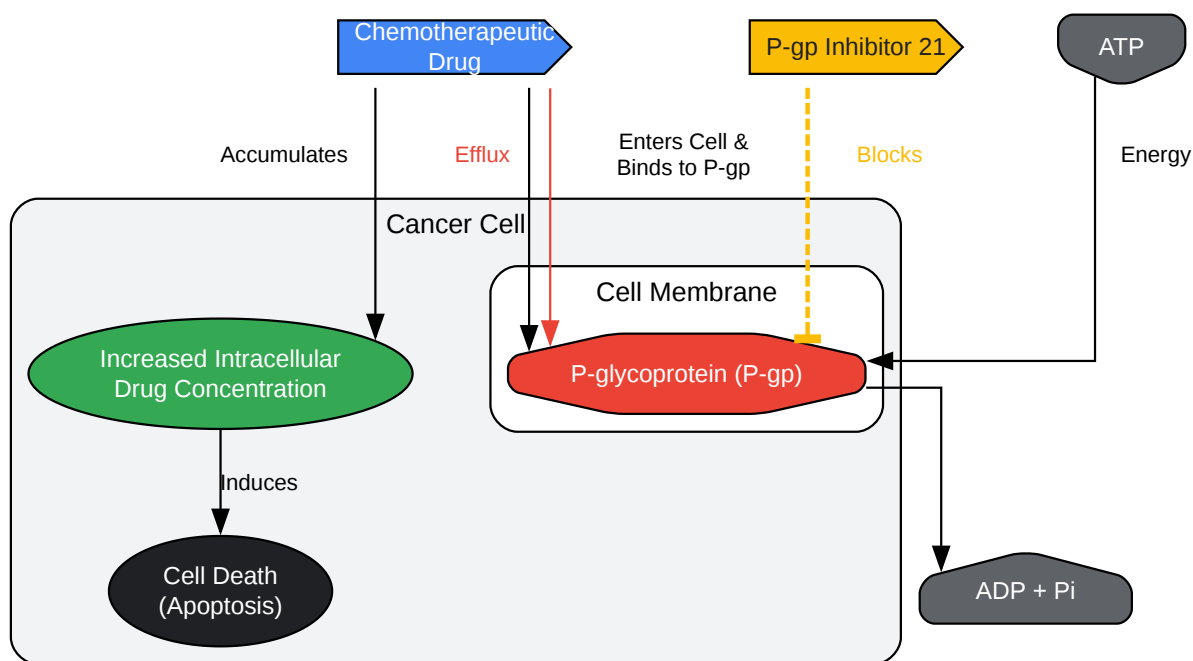 Chemotherapeutic
Drug
P-gp Inhibitor 21
ATP
Accumulates
Efflux
Enters Cell &
Binds to P-gp
Blocks
Energy
Cancer Cell
Cell Membrane
Increased Intracellular
Drug Concentration
P-glycoprotein (P-gp)
Induces
Cell Death
(Apoptosis)
ADP + Pi